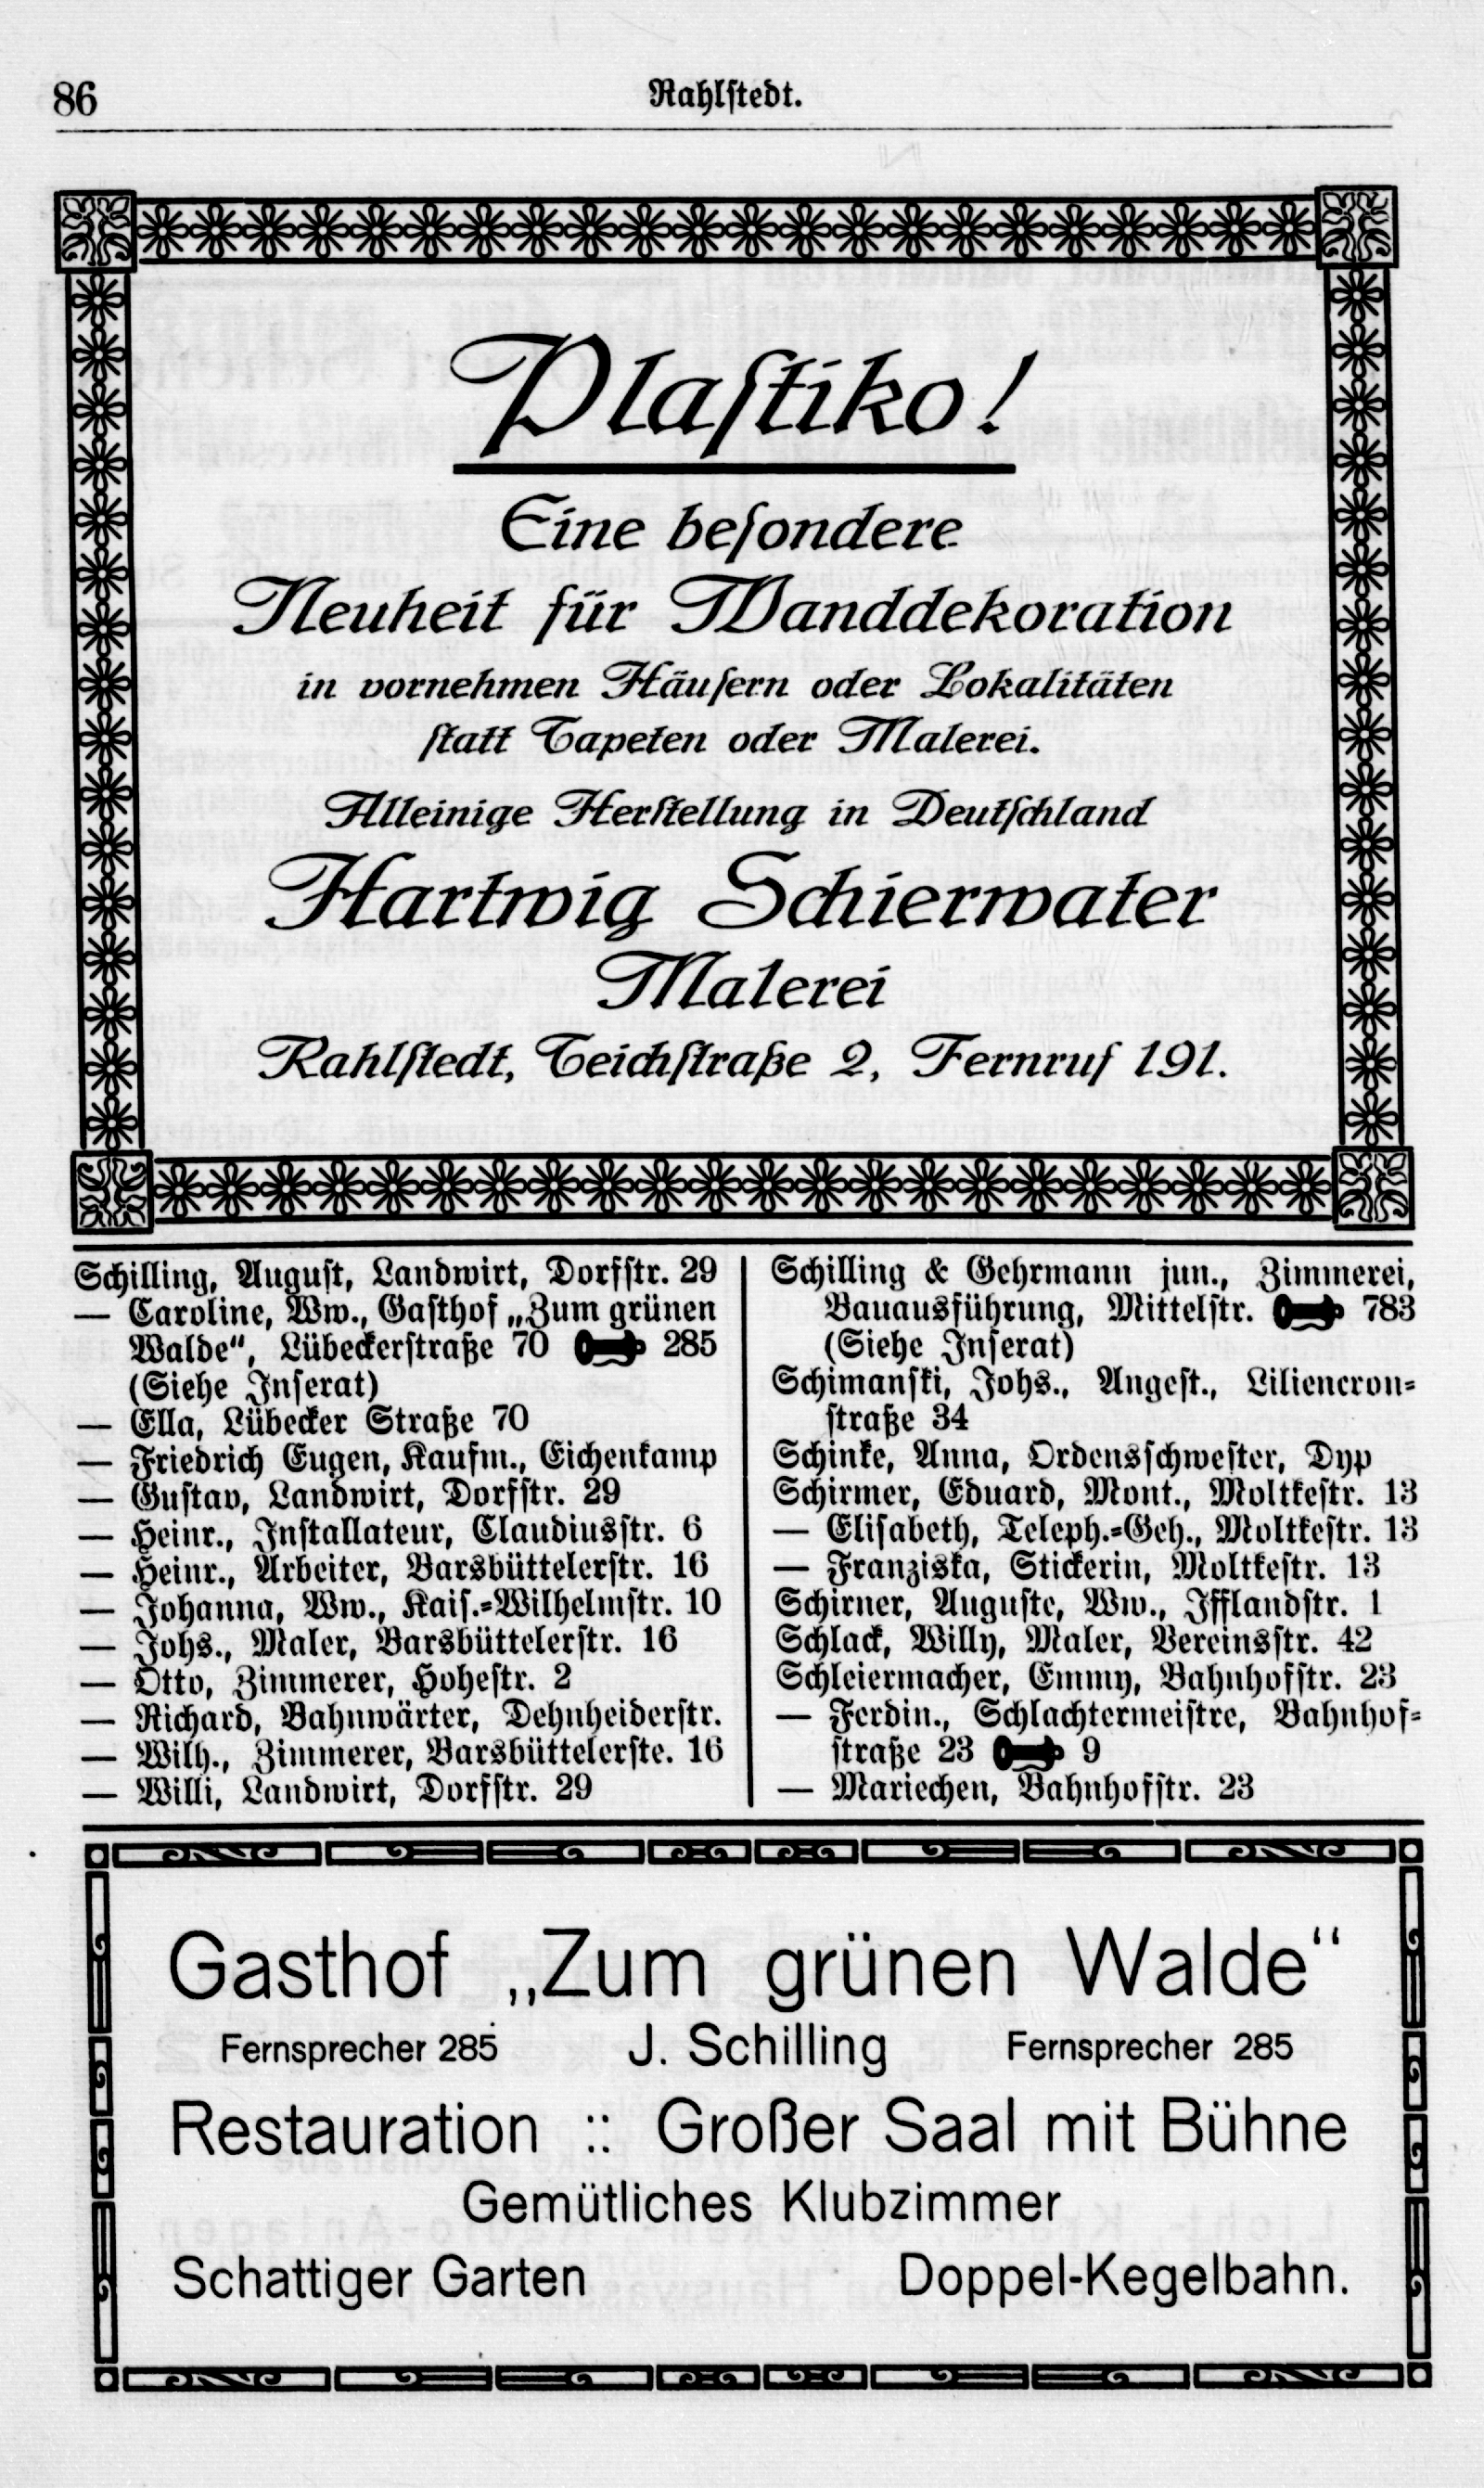 86
Rahlstedt.
Plastiko!
Eine besondere
Neuheit für Wanddekoration
in vornehmen Häusern oder Lokalitäten
statt Tapeten oder Malerei.
Alleinige Herstellung in Deutschland
Hartwig Schierwater
Malerei
Rahlstedt, Teichstraße 2, Fernruf 191.
Schilling, August, Landwirt, Dorfstr. 29
— Caroline, Ww., Gasthof „Zum grünen
Walde“, Lübeckerstraße 70 285
(Siehe Inserat)
— Ella, Lübecker Straße 70
— Friedrich Eugen, Kaufm., Eichenkamp
— Gustav, Landwirt, Dorfstr. 29
— Heinr., Installateur, Claudiusstr. 6
— Heinr., Arbeiter, Barsbüttelerstr. 16
— Johanna, Ww., Kais.-Wilhelmstr. 10
— Johs., Maler, Barsbüttelerstr. 16
— Otto, Zimmerer, Hohestr. 2
— Richard, Bahnwärter, Dehnheiderstr.
— Wilh., Zimmerer, Barsbüttelerste. 16
— Willi, Landwirt, Dorfstr. 29
Schilling & Gehrmann jun., Zimmerei,
Bauausführung, Mittelstr. 783
(Siehe Inserat)
Schimanski, Johs., Angest., Liliencron-
straße 34
Schinke, Anna, Ordensschwester, Dyp
Schirmer, Eduard, Mont., Moltkestr. 13
— Elisabeth, Teleph.-Geh., Moltkestr. 13
— Franziska, Stickerin, Moltkestr. 13
Schirner, Auguste, Ww., Ifflandstr. 1
Schlack, Willy, Maler, Vereinsstr. 42
Schleiermacher, Emmy, Bahnhofstr. 23
— Ferdin., Schlachtermeistre, Bahnhof-
straße 23 9
— Mariechen, Bahnhofstr. 23
Gasthof „Zum grünen Walde“
Fernsprecher 285 J. Schilling Fernsprecher 285
Restauration :: Großer Saal mit Bühne
Gemütliches Klubzimmer
Schattiger Garten Doppel-Kegelbahn.